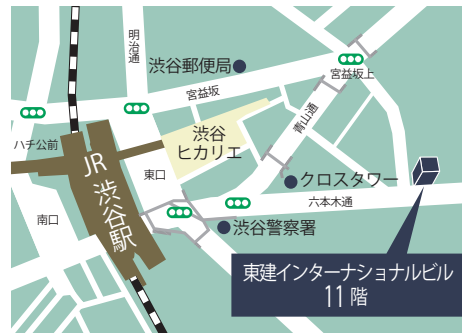 明治通
渋谷郵便局
宮益坂上
宮益坂
青山通
ハチ公前
渋谷
ヒカリエ
JR 渋谷駅
東口
クロスタワー
六本木通
南口
渋谷警察署
東建インターナショナルビル
11階